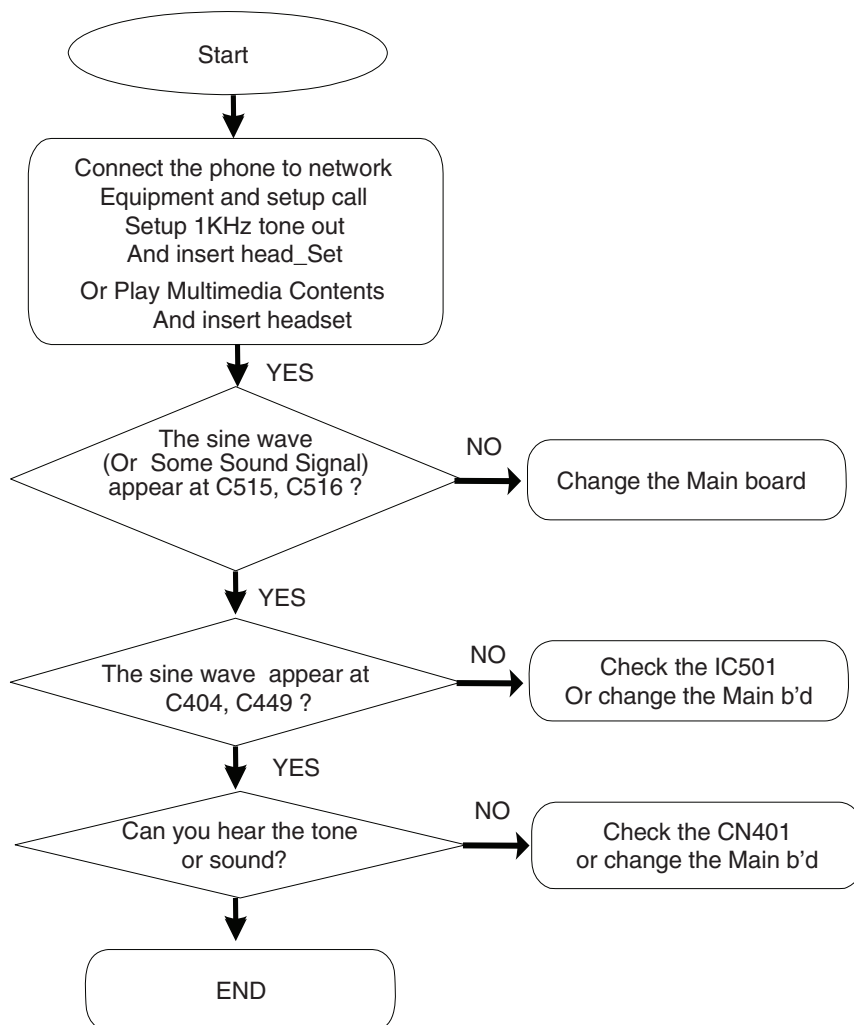 Start
Connect the phone to network
Equipment and setup call
Setup 1KHz tone out
And insert head_Set
Or Play Multimedia Contents
And insert headset
YES
The sine wave
(Or Some Sound Signal)
appear at C515, C516 ?
NO
Change the Main board
YES
The sine wave appear at
C404, C449 ?
NO
Check the IC501
Or change the Main b'd
YES
Can you hear the tone
or sound?
NO
Check the CN401
or change the Main b'd
END